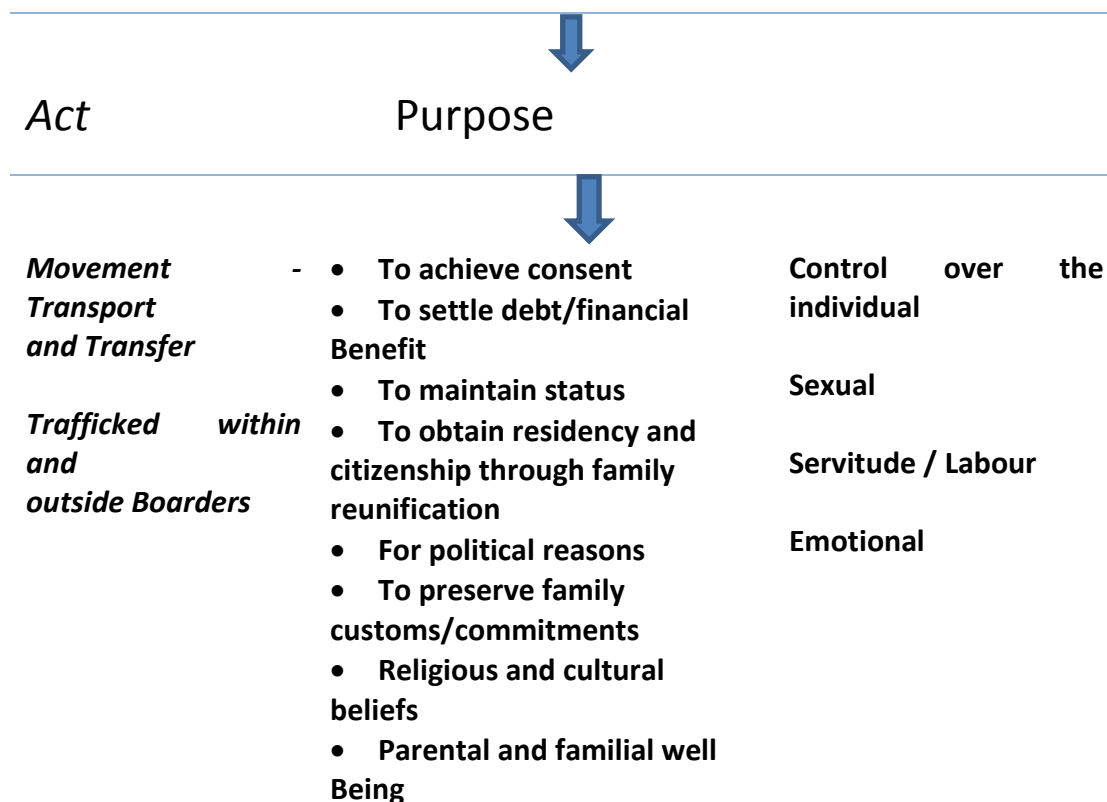 Act Purpose
Movement -
Transport
and Transfer
Trafficked within
and
outside Boarders
• To achieve consent
• To settle debt/financial
Benefit
• To maintain status
• To obtain residency and
citizenship through family
reunification
• For political reasons
• To preserve family
customs/commitments
• Religious and cultural
beliefs
• Parental and familial well
Being
Control over the
individual
Sexual
Servitude / Labour
Emotional